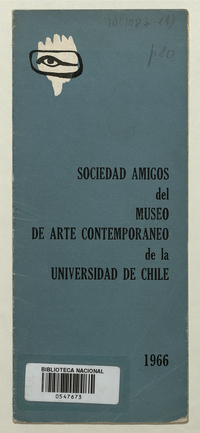 SOCIEDAD AMIGOS
del
MUSEO
DE ARTE CONTEMPORANEO
de la
UNIVERSIDAD DE CHILE
1966
BIBLIOTECA NACIONAL
0547673